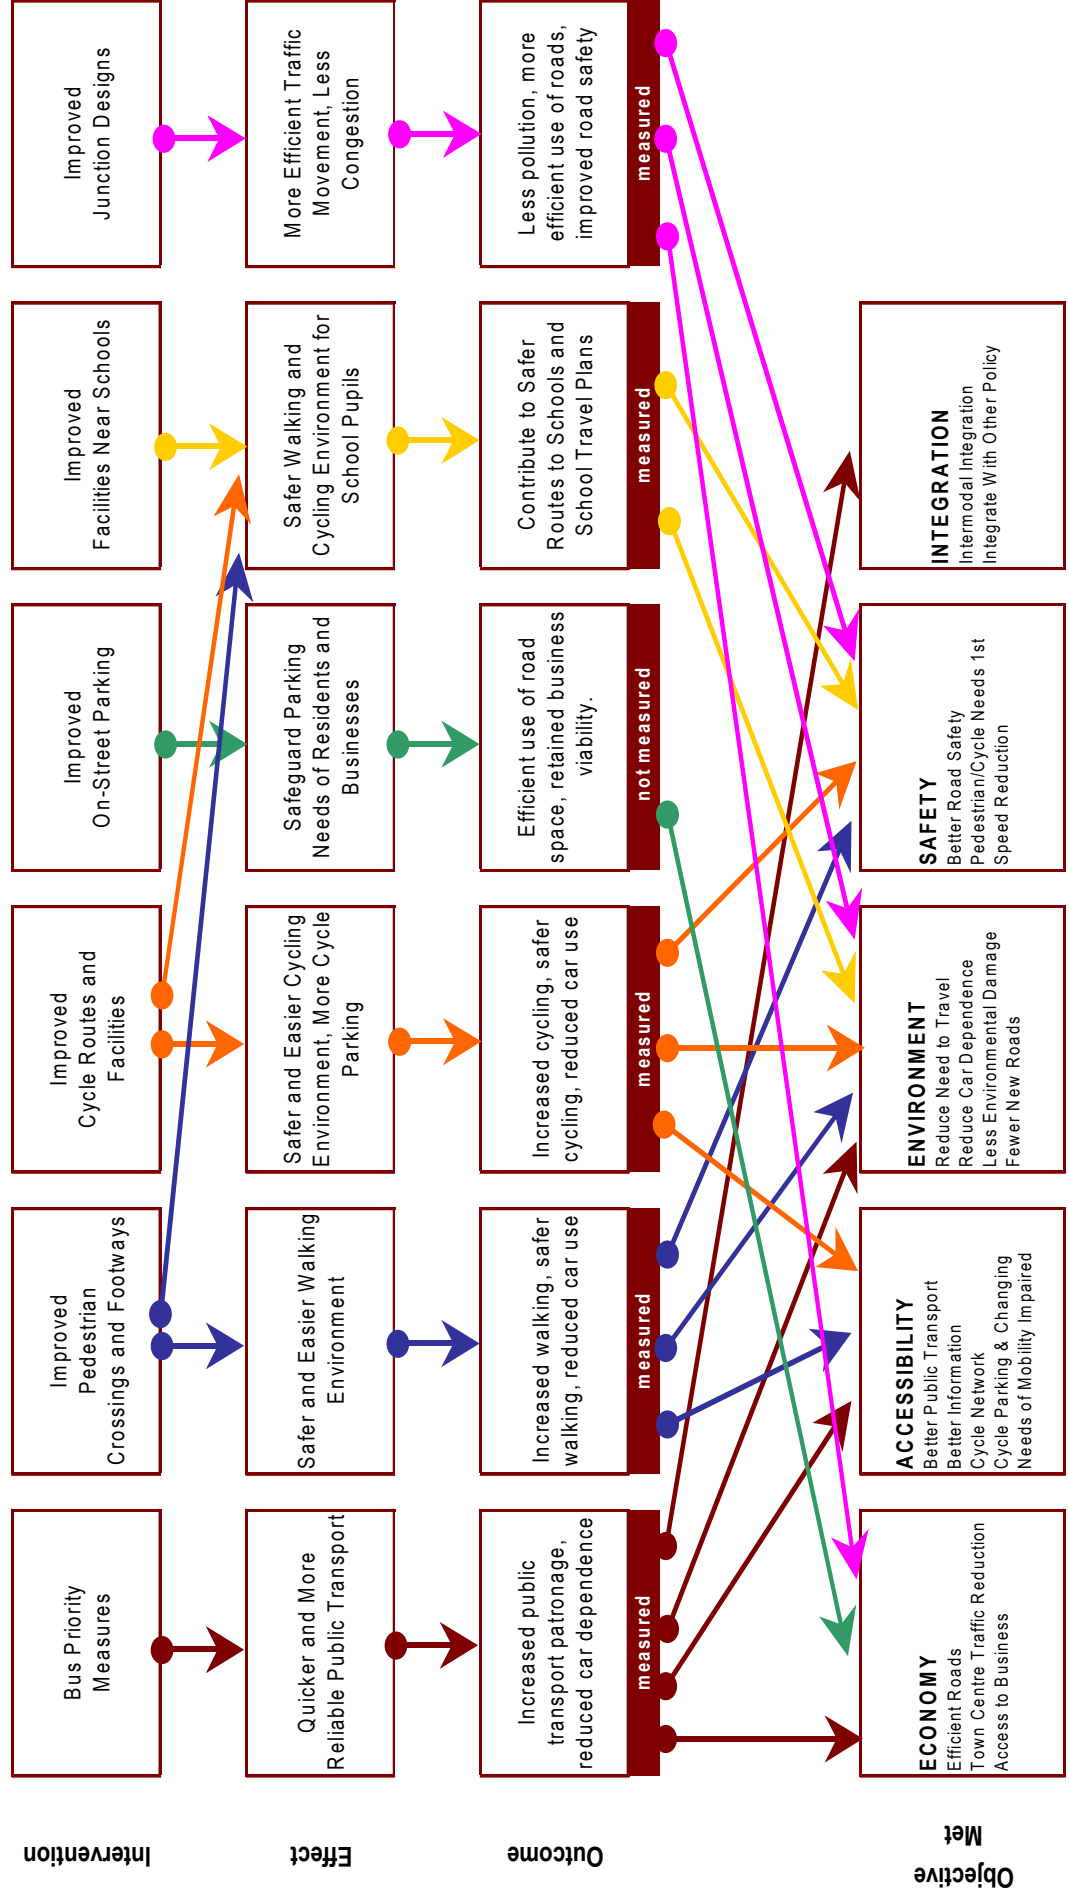 Intervention
Bus Priority
Measures
Improved
Pedestrian
Crossings and Footways
Improved
Cycle Routes and
Facilities
Improved
On-Street Parking
Improved
Facilities Near Schools
Improved
Junction Designs
Effect
Quicker and More
Reliable Public Transport
Safer and Easier Walking
Environment
Safer and Easier Cycling
Environment, More Cycle
Parking
Safeguard Parking
Needs of Residents and
Businesses
Safer Walking and
Cycling Environment for
School Pupils
More Efficient Traffic
Movement, Less
Congestion
Outcome
Increased public
transport patronage,
reduced car dependence
measured
Increased walking, safer
walking, reduced car use
measured
Increased cycling, safer
cycling, reduced car use
measured
Efficient use of road
space, retained business
viability.
not measured
Contribute to Safer
Routes to Schools and
School Travel Plans
measured
Less pollution, more
efficient use of roads,
improved road safety
measured
Objective
Met
ECONOMY
Efficient Roads
Town Centre Traffic Reduction
Access to Business
ACCESSIBILITY
Better Public Transport
Better Information
Cycle Network
Cycle Parking & Changing
Needs of Mobility Impaired
ENVIRONMENT
Reduce Need to Travel
Reduce Car Dependence
Less Environmental Damage
Fewer New Roads
SAFETY
Better Road Safety
Pedestrian/Cycle Needs 1st
Speed Reduction
INTEGRATION
Intermodal Integration
Integrate With Other Policy